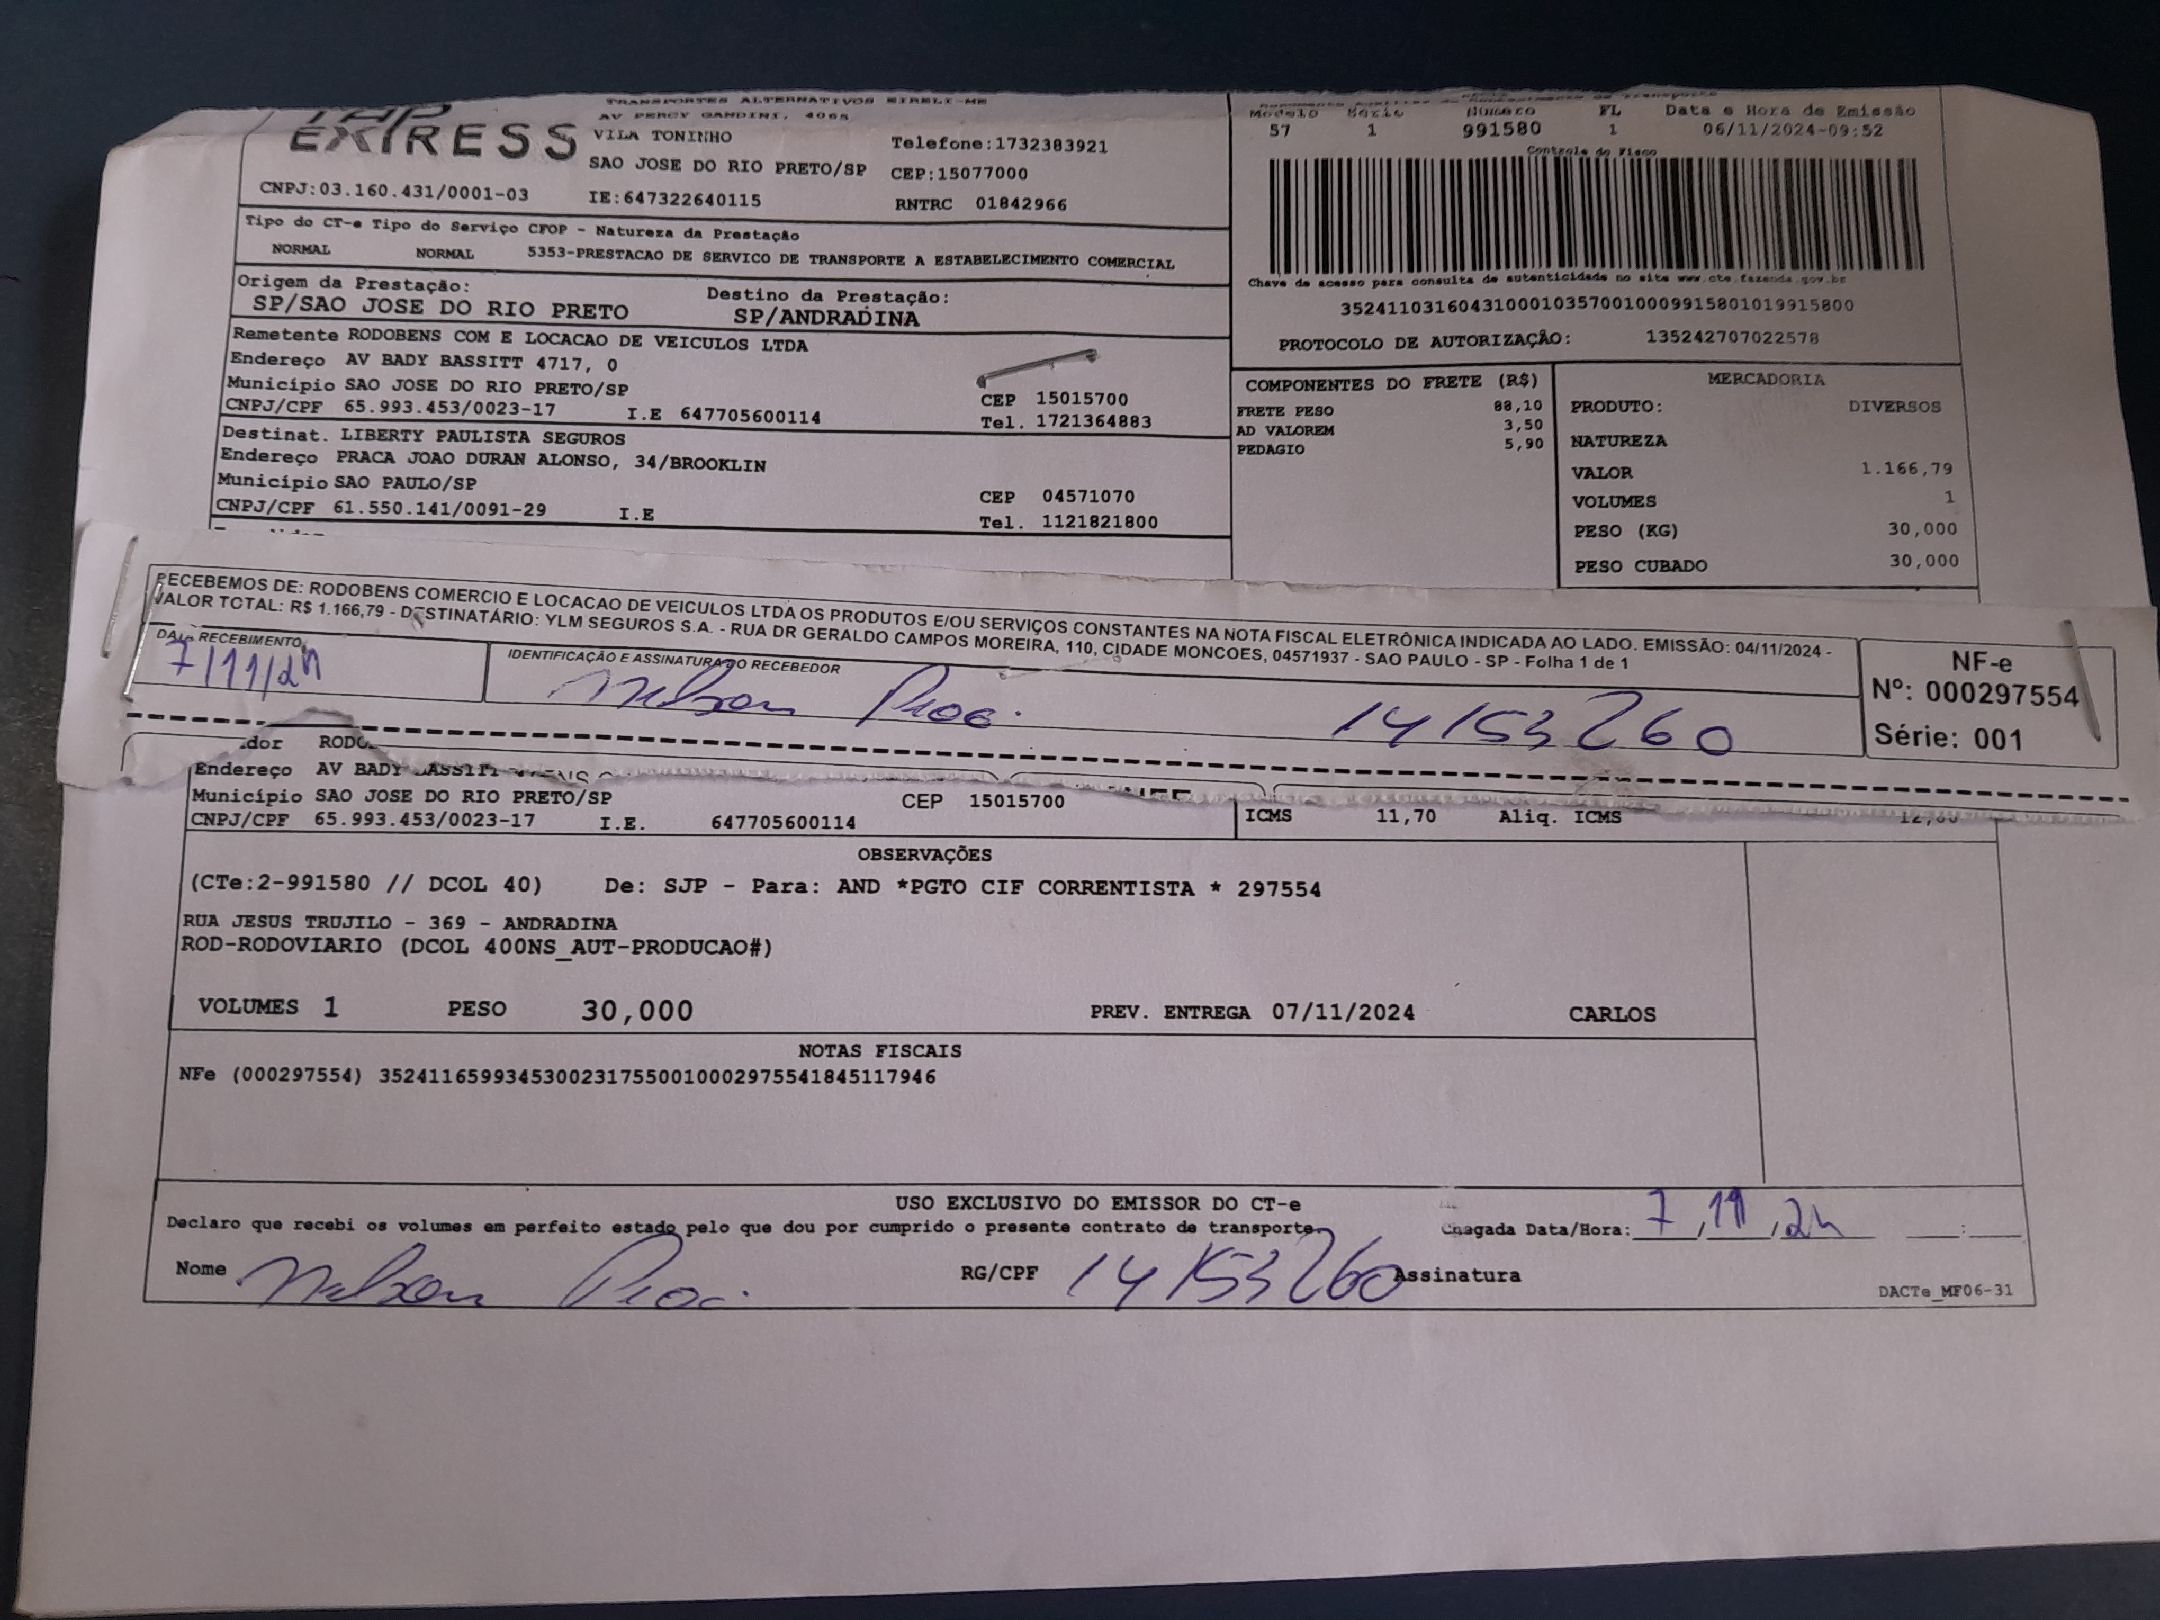 EXPRESS
TRANSPORTES ALTERNATIVOS EIRELI-ME
AV PERCY GANDINI, 4065
VILA TONINHO
Telefone:1732383921
SAO JOSE DO RIO PRETO/SP
CEP:15077000
CNPJ:03.160.431/0001-03
IE:647322640115
RNTRC 01842966
Modelo Série Número FL Data e Hora de Emissão
57 1 991580 1 06/11/2024-09:52
Controle do Fisco
Chave de acesso para consulta de autenticidade no site www.cte.fazenda.gov.br
35241103160431000103570010009915801019915800
PROTOCOLO DE AUTORIZAÇÃO: 135242707022578
Tipo do CT-e Tipo do Serviço CFOP - Natureza da Prestação
NORMAL NORMAL 5353-PRESTACAO DE SERVICO DE TRANSPORTE A ESTABELECIMENTO COMERCIAL
Origem da Prestação:
SP/SAO JOSE DO RIO PRETO
Destino da Prestação:
SP/ANDRADINA
Remetente RODOBENS COM E LOCACAO DE VEICULOS LTDA
Endereço AV BADY BASSITT 4717, 0
Município SAO JOSE DO RIO PRETO/SP
CEP 15015700
CNPJ/CPF 65.993.453/0023-17 I.E 647705600114
Tel. 1721364883
Destinat. LIBERTY PAULISTA SEGUROS
Endereço PRACA JOAO DURAN ALONSO, 34/BROOKLIN
Município SAO PAULO/SP
CEP 04571070
CNPJ/CPF 61.550.141/0091-29 I.E
Tel. 1121821800
COMPONENTES DO FRETE (R$)
FRETE PESO 88,10
AD VALOREM 3,50
PEDAGIO 5,90
MERCADORIA
PRODUTO: DIVERSOS
NATUREZA
VALOR 1.166,79
VOLUMES 1
PESO (KG) 30,000
PESO CUBADO 30,000
RECEBEMOS DE: RODOBENS COMERCIO E LOCACAO DE VEICULOS LTDA OS PRODUTOS E/OU SERVIÇOS CONSTANTES NA NOTA FISCAL ELETRÔNICA INDICADA AO LADO. EMISSÃO: 04/11/2024 -
VALOR TOTAL: R$ 1.166,79 - DESTINATÁRIO: YLM SEGUROS S.A. - RUA DR GERALDO CAMPOS MOREIRA, 110, CIDADE MONCOES, 04571937 - SAO PAULO - SP - Folha 1 de 1
DATA RECEBIMENTO
7/11/24
IDENTIFICAÇÃO E ASSINATURA DO RECEBEDOR
Nelson 14153260
NF-e
Nº: 000297554
Série: 001
Endereço AV BADY BASSITT
Município SAO JOSE DO RIO PRETO/SP
CEP 15015700
CNPJ/CPF 65.993.453/0023-17 I.E. 647705600114
ICMS 11,70 Aliq. ICMS 12,00
OBSERVAÇÕES
(CTe:2-991580 // DCOL 40) De: SJP - Para: AND *PGTO CIF CORRENTISTA * 297554
RUA JESUS TRUJILO - 369 - ANDRADINA
ROD-RODOVIARIO (DCOL 400NS_AUT-PRODUCAO#)
VOLUMES 1 PESO 30,000 PREV. ENTREGA 07/11/2024 CARLOS
NOTAS FISCAIS
NFe (000297554) 35241165993453002317550010002975541845117946
USO EXCLUSIVO DO EMISSOR DO CT-e
Declaro que recebi os volumes em perfeito estado pelo que dou por cumprido o presente contrato de transporte.
Chegada Data/Hora: 7/11/24
Nome Nelson RG/CPF 14153260 Assinatura
DACTe_MF06-31